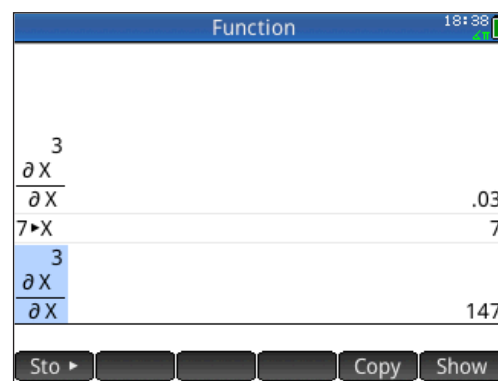 Function 18:38
∡π
3
∂ X
∂ X .03
7▸X 7
3
∂ X
∂ X 147
Sto ▸ Copy Show